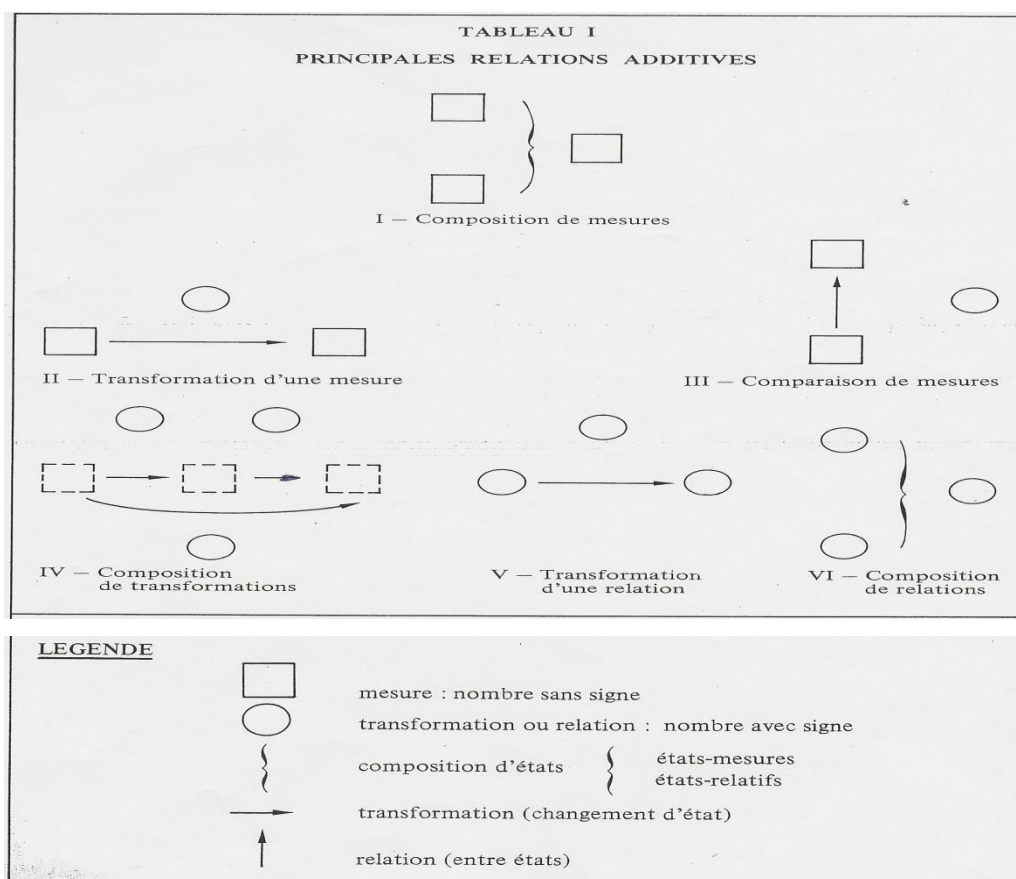 TABLEAU I
PRINCIPALES RELATIONS ADDITIVES
I — Composition de mesures
II — Transformation d'une mesure
III — Comparaison de mesures
IV — Composition
de transformations
V — Transformation
d'une relation
VI — Composition
de relations
LEGENDE
mesure : nombre sans signe
transformation ou relation : nombre avec signe
composition d'états
états-mesures
états-relatifs
transformation (changement d'état)
relation (entre états)